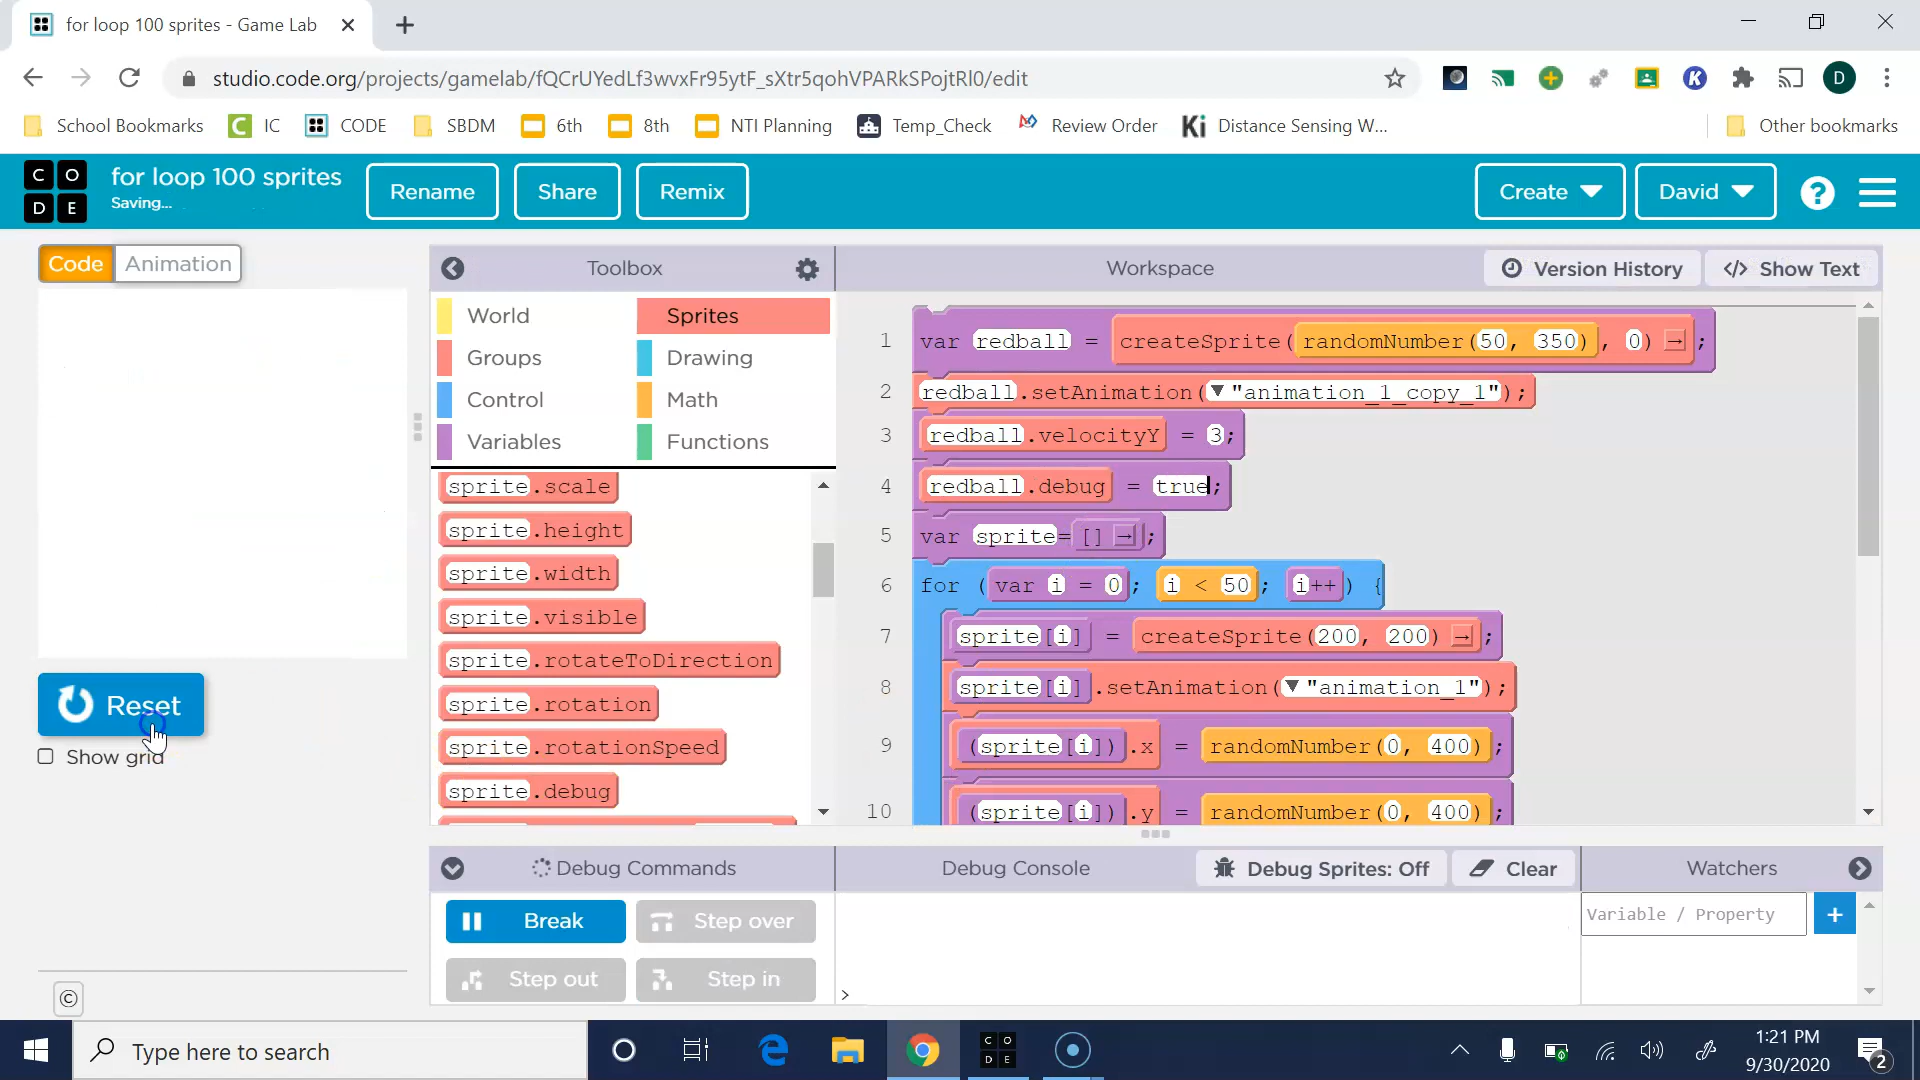 for loop 100 sprites - Game Lab
studio.code.org/projects/gamelab/fQCrUYedLf3wvxFr95ytF_sXtr5qohVPARkSPojtRl0/edit
K D
School Bookmarks C IC CODE SBDM 6th 8th NTI Planning Temp_Check Review Order Ki Distance Sensing W... Other bookmarks
C O D E
for loop 100 sprites
Saving...
Rename Share Remix Create David ?
Code Animation
Toolbox
Workspace
Version History
</> Show Text
World Sprites
Groups Drawing
Control Math
Variables Functions
sprite.scale
sprite.height
sprite.width
sprite.visible
sprite.rotateToDirection
sprite.rotation
sprite.rotationSpeed
sprite.debug
1 var redball = createSprite(randomNumber(50, 350), 0);
2 redball.setAnimation("animation_1_copy_1");
3 redball.velocityY = 3;
4 redball.debug = true;
5 var sprite=[];
6 for (var i = 0; i < 50; i++) {
7 sprite[i] = createSprite(200, 200);
8 sprite[i].setAnimation("animation_1");
9 (sprite[i]).x = randomNumber(0, 400);
10 (sprite[i]).y = randomNumber(0, 400);
Reset
Show grid
Debug Commands
Debug Console
Debug Sprites: Off
Clear
Watchers
Break Step over
Step out Step in
>
Variable / Property
+
©
Type here to search
C O D E
1:21 PM
9/30/2020
2